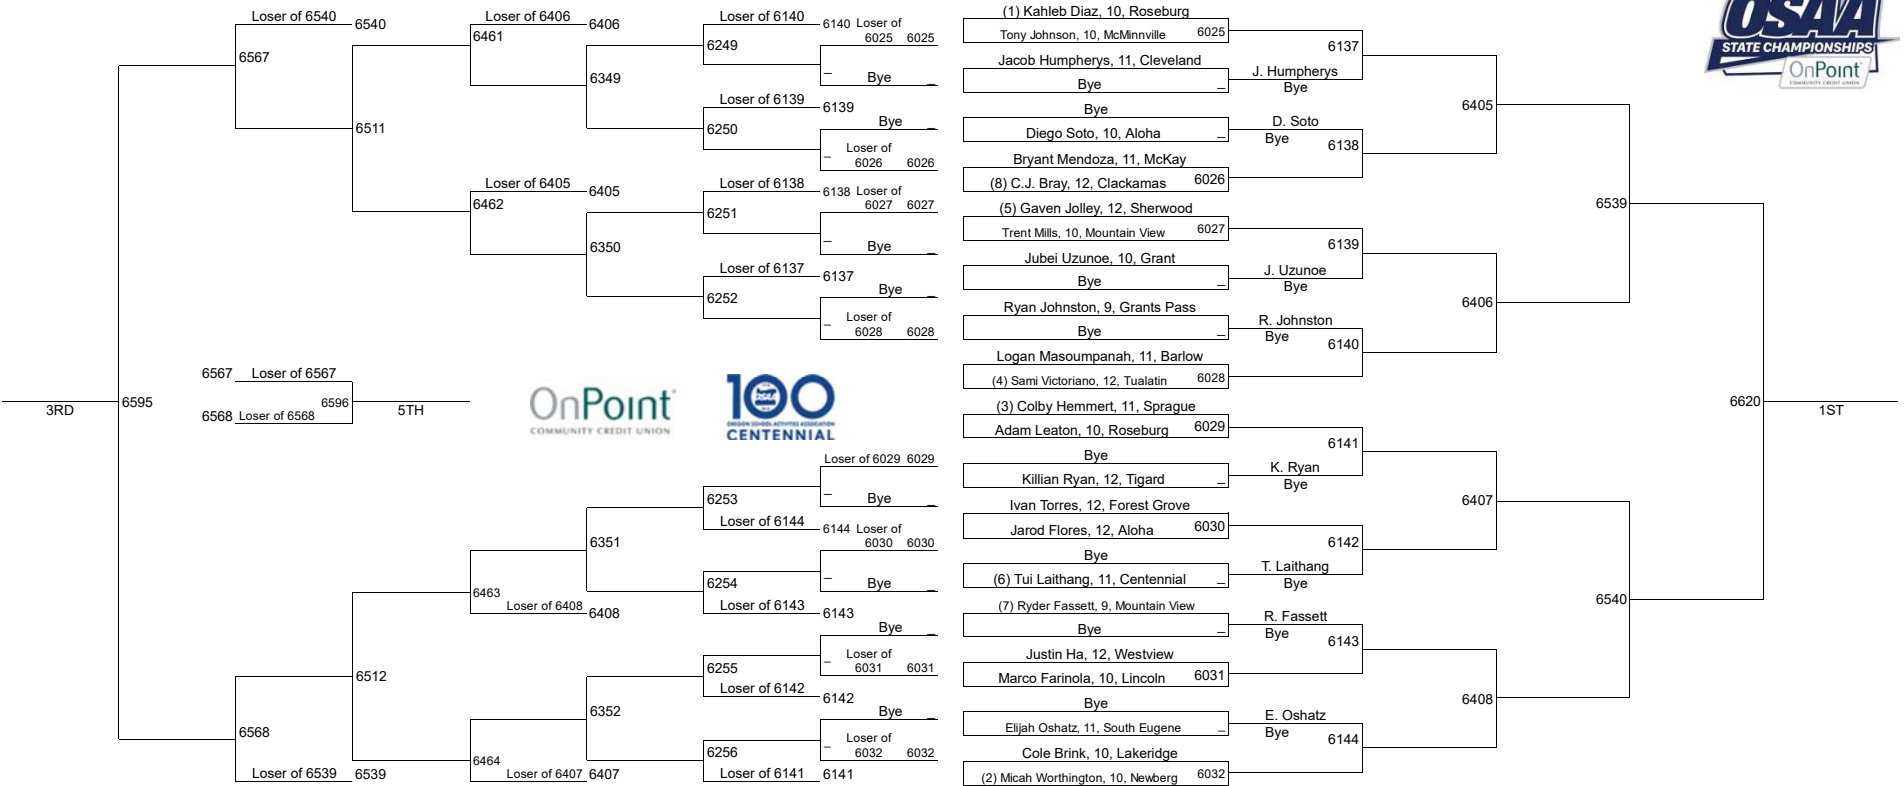 OSAA
STATE CHAMPIONSHIPS
OnPoint
COMMUNITY CREDIT UNION
(1) Kahleb Diaz, 10, Roseburg
Tony Johnson, 10, McMinnville 6025
Jacob Humpherys, 11, Cleveland
Bye _
Bye
Diego Soto, 10, Aloha _
Bryant Mendoza, 11, McKay
(8) C.J. Bray, 12, Clackamas 6026
(5) Gaven Jolley, 12, Sherwood
Trent Mills, 10, Mountain View 6027
Jubei Uzunoe, 10, Grant
Bye _
Ryan Johnston, 9, Grants Pass
Bye _
Logan Masoumpanah, 11, Barlow
(4) Sami Victoriano, 12, Tualatin 6028
(3) Colby Hemmert, 11, Sprague
Adam Leaton, 10, Roseburg 6029
Bye
Killian Ryan, 12, Tigard _
Ivan Torres, 12, Forest Grove
Jarod Flores, 12, Aloha 6030
Bye
(6) Tui Laithang, 11, Centennial _
(7) Ryder Fassett, 9, Mountain View
Bye _
Justin Ha, 12, Westview
Marco Farinola, 10, Lincoln 6031
Bye
Elijah Oshatz, 11, South Eugene _
Cole Brink, 10, Lakeridge
(2) Micah Worthington, 10, Newberg 6032
6137
J. Humpherys
Bye
D. Soto
Bye
6138
6139
J. Uzunoe
Bye
R. Johnston
Bye
6140
6141
K. Ryan
Bye
6142
T. Laithang
Bye
R. Fassett
Bye
6143
E. Oshatz
Bye
6144
6405
6406
6407
6408
6539
6540
6620
1ST
Loser of 6140 6140
Loser of
6025 6025
6249
_ Bye _
Loser of 6139 6139
Bye _
6250
_ Loser of
6026 6026
Loser of 6138 6138
Loser of
6027 6027
6251
_ Bye _
Loser of 6137 6137
Bye _
6252
_ Loser of
6028 6028
Loser of 6406 6406
6461
6349
Loser of 6405 6405
6462
6350
Loser of 6540 6540
6567
6511
3RD
6595
6567 Loser of 6567
6596
6568 Loser of 6568
5TH
OnPoint
COMMUNITY CREDIT UNION
100
OSAA
OREGON SCHOOL ACTIVITIES ASSOCIATION
CENTENNIAL
Loser of 6029 6029
6253
_ Bye _
Loser of 6144 6144
Loser of
6030 6030
6254
_ Bye _
Loser of 6143 6143
Bye _
6255
_ Loser of
6031 6031
Loser of 6142 6142
Bye _
6256
_ Loser of
6032 6032
Loser of 6141 6141
6351
6463
Loser of 6408 6408
6352
6464
Loser of 6407 6407
6512
6568
Loser of 6539 6539